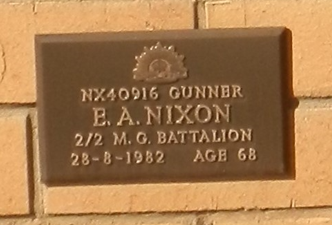 NX40916 GUNNER
E. A. NIXON
2/2 M. G. BATTALION
28-8-1982 AGE 68